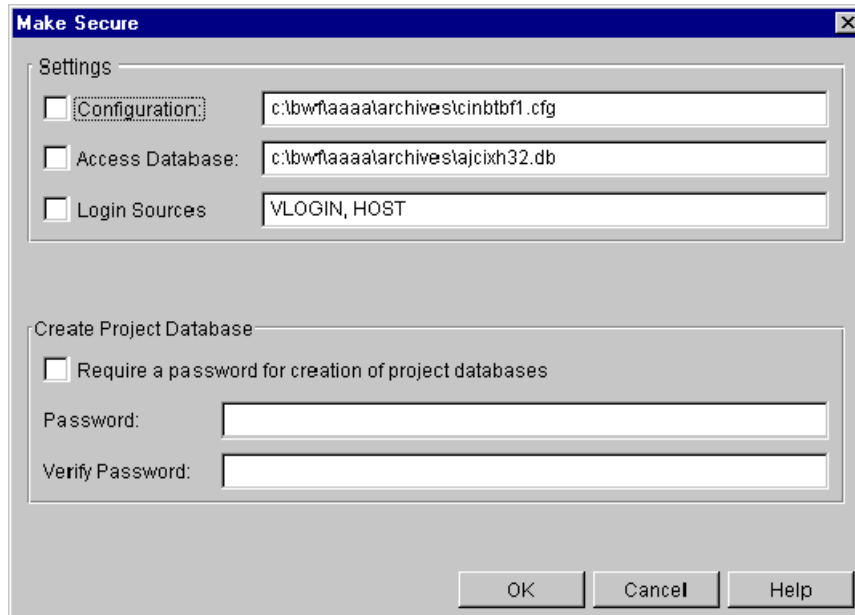 Make Secure
Settings
Configuration: c:\bwf\aaaa\archives\cinbtbf1.cfg
Access Database: c:\bwf\aaaa\archives\ajcixh32.db
Login Sources VLOGIN, HOST
Create Project Database
Require a password for creation of project databases
Password:
Verify Password:
OK Cancel Help